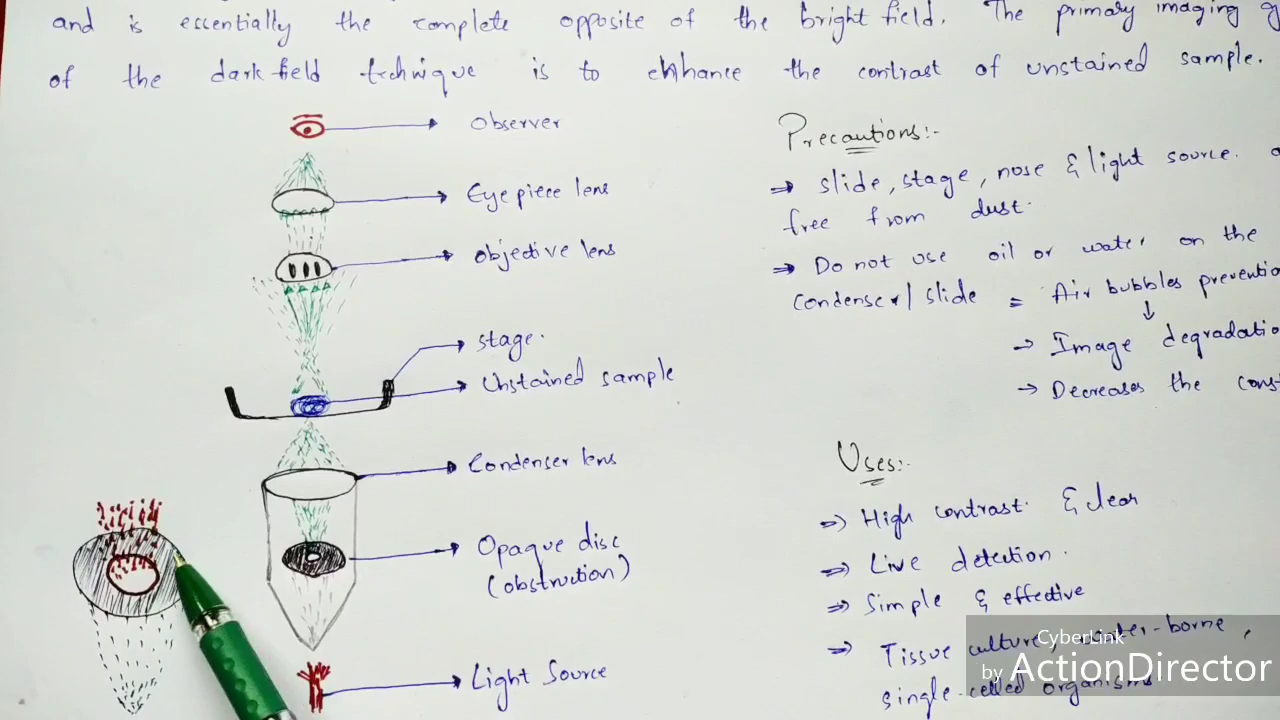 and is essentially the complete opposite of the bright field. The primary imaging
of the dark field technique is to enhance the contrast of unstained sample.
Observer
Eye piece lens
objective lens
stage.
Unstained sample
Condenser lens
Opaque disc
(obstruction)
Light Source
Precautions:-
⇒ slide, stage, nose & light source.
free from dust.
⇒ Do not use oil or water on the
Condenser/slide = Air bubbles
↓
→ Image
→ Decreases the
Uses:-
⇒ High contrast & clear
⇒ Live detection.
⇒ Simple & effective
⇒ Tissue culture, water-borne,
single-celled organisms
CyberLink
by ActionDirector